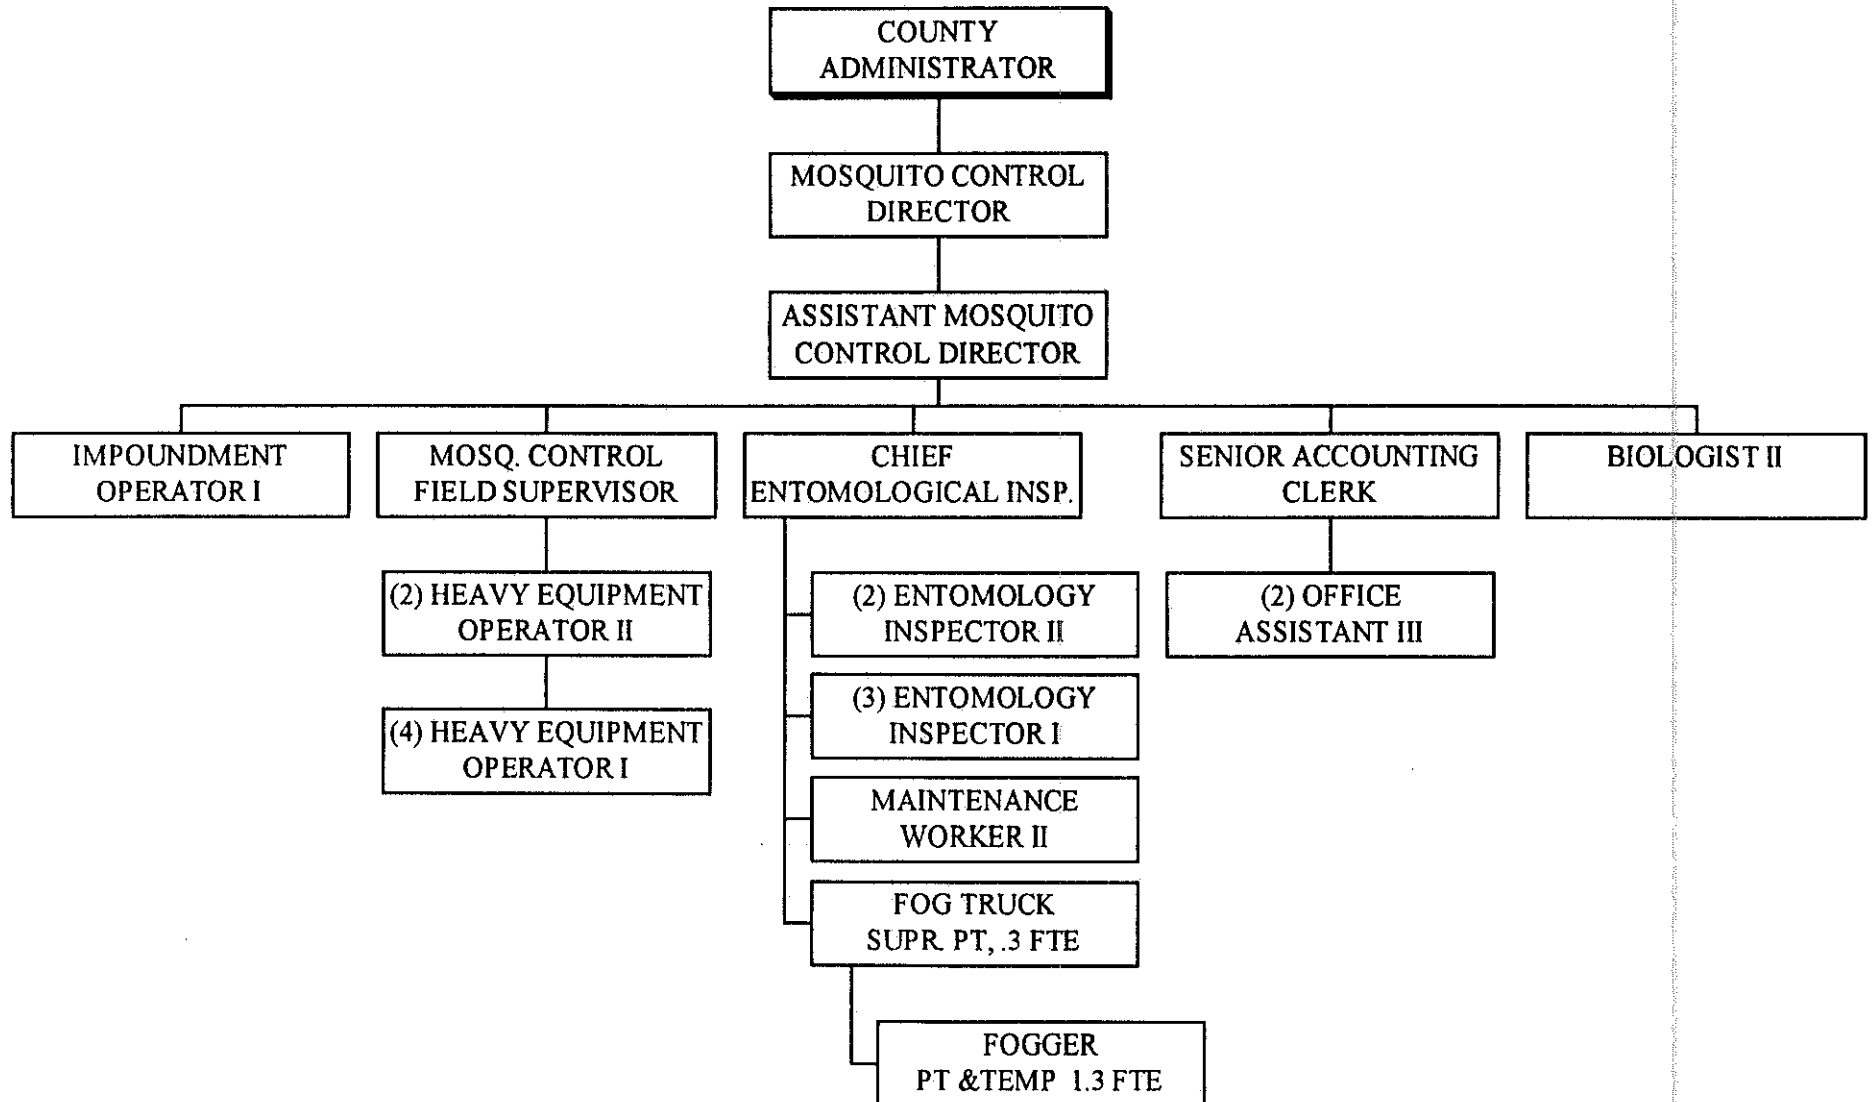 COUNTY
ADMINISTRATOR
MOSQUITO CONTROL
DIRECTOR
ASSISTANT MOSQUITO
CONTROL DIRECTOR
IMPOUNDMENT
OPERATOR I
MOSQ. CONTROL
FIELD SUPERVISOR
CHIEF
ENTOMOLOGICAL INSP.
SENIOR ACCOUNTING
CLERK
BIOLOGIST II
(2) HEAVY EQUIPMENT
OPERATOR II
(4) HEAVY EQUIPMENT
OPERATOR I
(2) ENTOMOLOGY
INSPECTOR II
(3) ENTOMOLOGY
INSPECTOR I
MAINTENANCE
WORKER II
FOG TRUCK
SUPR. PT, .3 FTE
FOGGER
PT &TEMP 1.3 FTE
(2) OFFICE
ASSISTANT III